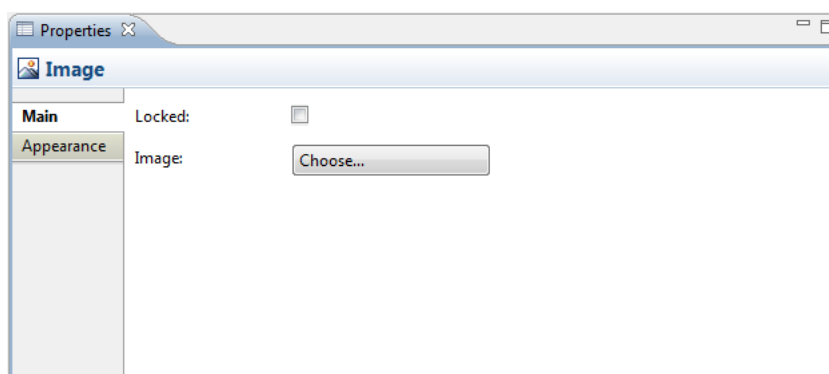 Properties
Image
Main
Locked:
Appearance
Image:
Choose...